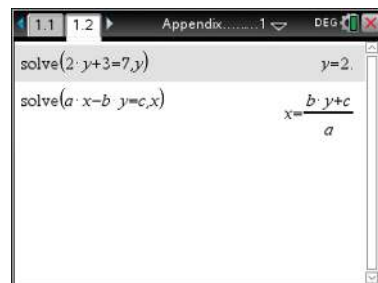 1.1 1.2 Appendix.........1 DEG
solve(2· y+3=7,y) y=2.
solve(a· x−b y=c,x) x=b· y+c/a